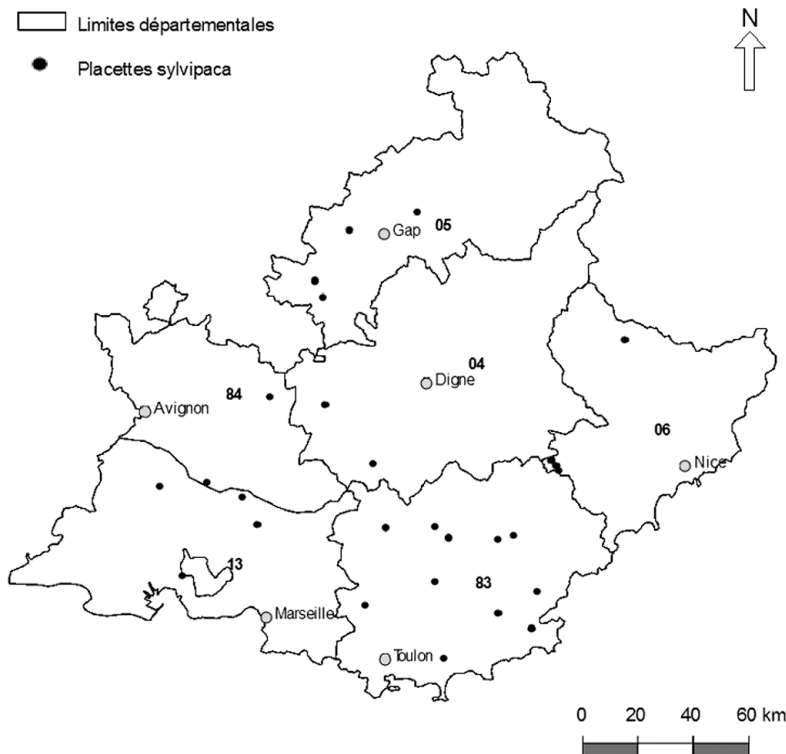 Limites départementales
N
Placettes sylvipaca
Gap
05
04
Digne
84
Avignon
06
Nice
13
83
Marseille
Toulon
0 20 40 60 km